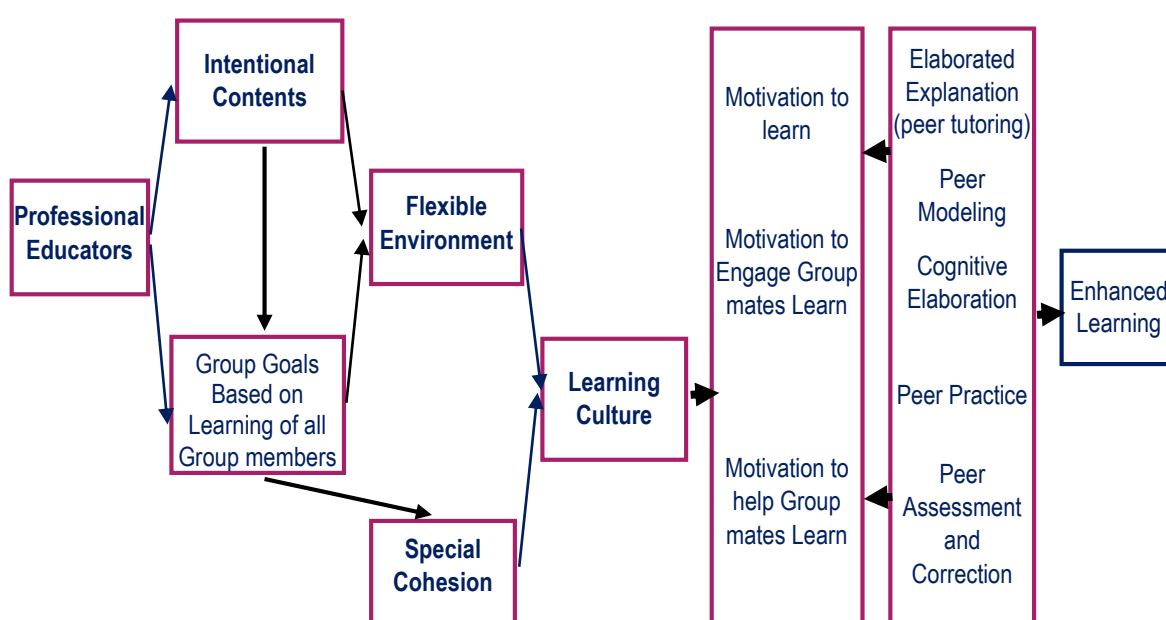 Professional
Educators
Intentional
Contents
Group Goals
Based on
Learning of all
Group members
Flexible
Environment
Special
Cohesion
Learning
Culture
Motivation to
learn
Motivation to
Engage Group
mates Learn
Motivation to
help Group
mates Learn
Elaborated
Explanation
(peer tutoring)
Peer
Modeling
Cognitive
Elaboration
Peer Practice
Peer
Assessment
and
Correction
Enhanced
Learning